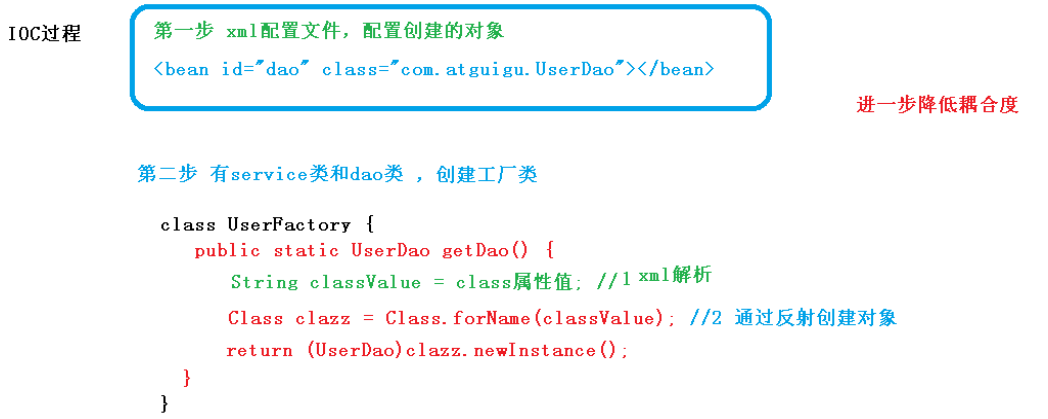 IOC过程
第一步 xml配置文件，配置创建的对象
<bean id="dao" class="com.atguigu.UserDao"></bean>
进一步降低耦合度
第二步 有service类和dao类 ，创建工厂类
class UserFactory {
public static UserDao getDao() {
String classValue = class属性值; //1 xml解析
Class clazz = Class.forName(classValue); //2 通过反射创建对象
return (UserDao)clazz.newInstance();
}
}